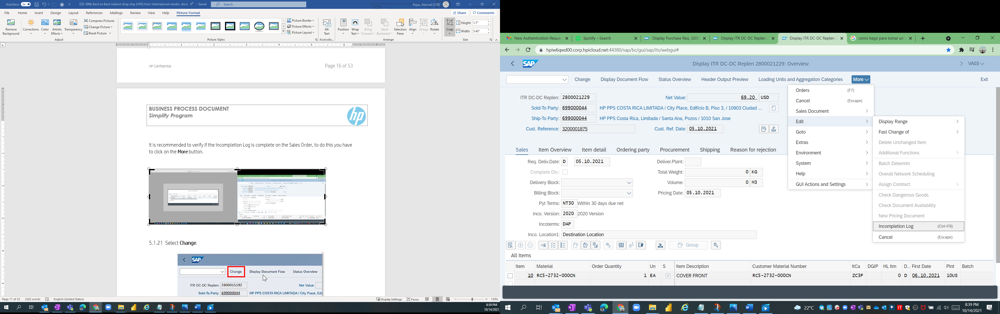 AutoSave On
E2E-506b Back to Back Indirect drop ship (HOI) from International vendor .docx - Saved
Search
Rojas, Manuel (CW)
File Home Insert Design Layout References Mailings Review View Help Picture Format
Share Comments
Remove Background
Corrections
Color
Artistic Effects
Transparency
Compress Pictures
Change Picture
Reset Picture
Adjust
Picture Styles
Picture Border
Picture Effects
Picture Layout
Alt Text
Accessibi...
Position
Wrap Text
Bring Forward
Send Backward
Selection Pane
Align
Group
Rotate
Arrange
Crop
Height: 1.7"
Width: 5.43"
Size
HP Confidential
Page 16 of 53
BUSINESS PROCESS DOCUMENT
Simplify Program
hp
It is recommended to verify if the Incompletion Log is complete on the Sales Order, to do this you have
to click on the More button.
5.1.21 Select Change.
SAP
Change Display Document Flow Status Overview
ITR DC-DC Replen: 2800015192 Net Value:
Sold-To Party: 699000044 HP PPS COSTA RICA LIMITADA / City Place, Edi
Page 17 of 53 2282 words English (United States)
Display Settings Focus 130%
8:39 PM
10/14/2021
New Authentication Reques
Spotify – Search
Display Purchase Req. 3200
Display ITR DC-DC Replen 2
Display ITR DC-DC Replen 2
como hago para tomar un s
hpiw6qwd00.corp.hpicloud.net:44380/sap/bc/gui/sap/its/webgui#
SAP
Display ITR DC-DC Replen 2800021229: Overview
VA03
Change Display Document Flow Status Overview Header Output Preview Loading Units and Aggregation Categories More Exit
ITR DC-DC Replen: 2800021229 Net Value: 69,20 USD
Sold-To Party: 699000044 HP PPS COSTA RICA LIMITADA / City Place, Edificio B, Piso 3, / 10903 Ciudad ...
Ship-To Party: 699000044 HP PPS Costa Rica, Limitada / Santa Ana, Pozos / 1010 San Jose
Cust. Reference: 3200001875 Cust. Ref. Date: 05.10.2021
Sales Item Overview Item detail Ordering party Procurement Shipping Reason for rejection
Req. Deliv.Date: D 05.10.2021 Deliver.Plant:
Complete Dlv.: Total Weight: 0 KG
Delivery Block: Volume: 0 M3
Billing Block: Pricing Date: 05.10.2021
Pyt Terms: NT30 Within 30 days due net
Inco. Version: 2020 2020 Version
Incoterms: DAP
Inco. Location1: Destination Location
Orders (F7)
Cancel (Escape)
Sales Document
Edit
Goto
Extras
Environment
System
Help
GUI Actions and Settings
Display Range
Fast Change of
Delete Unchanged Item
Additional Functions
Batch Determtn
Overall Network Scheduling
Assign Contract
Check Dangerous Goods
Check Document Availability
New Pricing Document
Incompletion Log (Ctrl+F8)
Cancel (Escape)
Group
All Items
Item Material Order Quantity Un S Item Description Customer Material Number ItCa DGIP HL Itm D.. First Date Plnt Batch
10 RC5-2732-000CN 1 EA COVER FRONT RC5-2732-000CN ZC3P 0 D 06.10.2021 10US
22°C
8:39 PM
10/14/2021